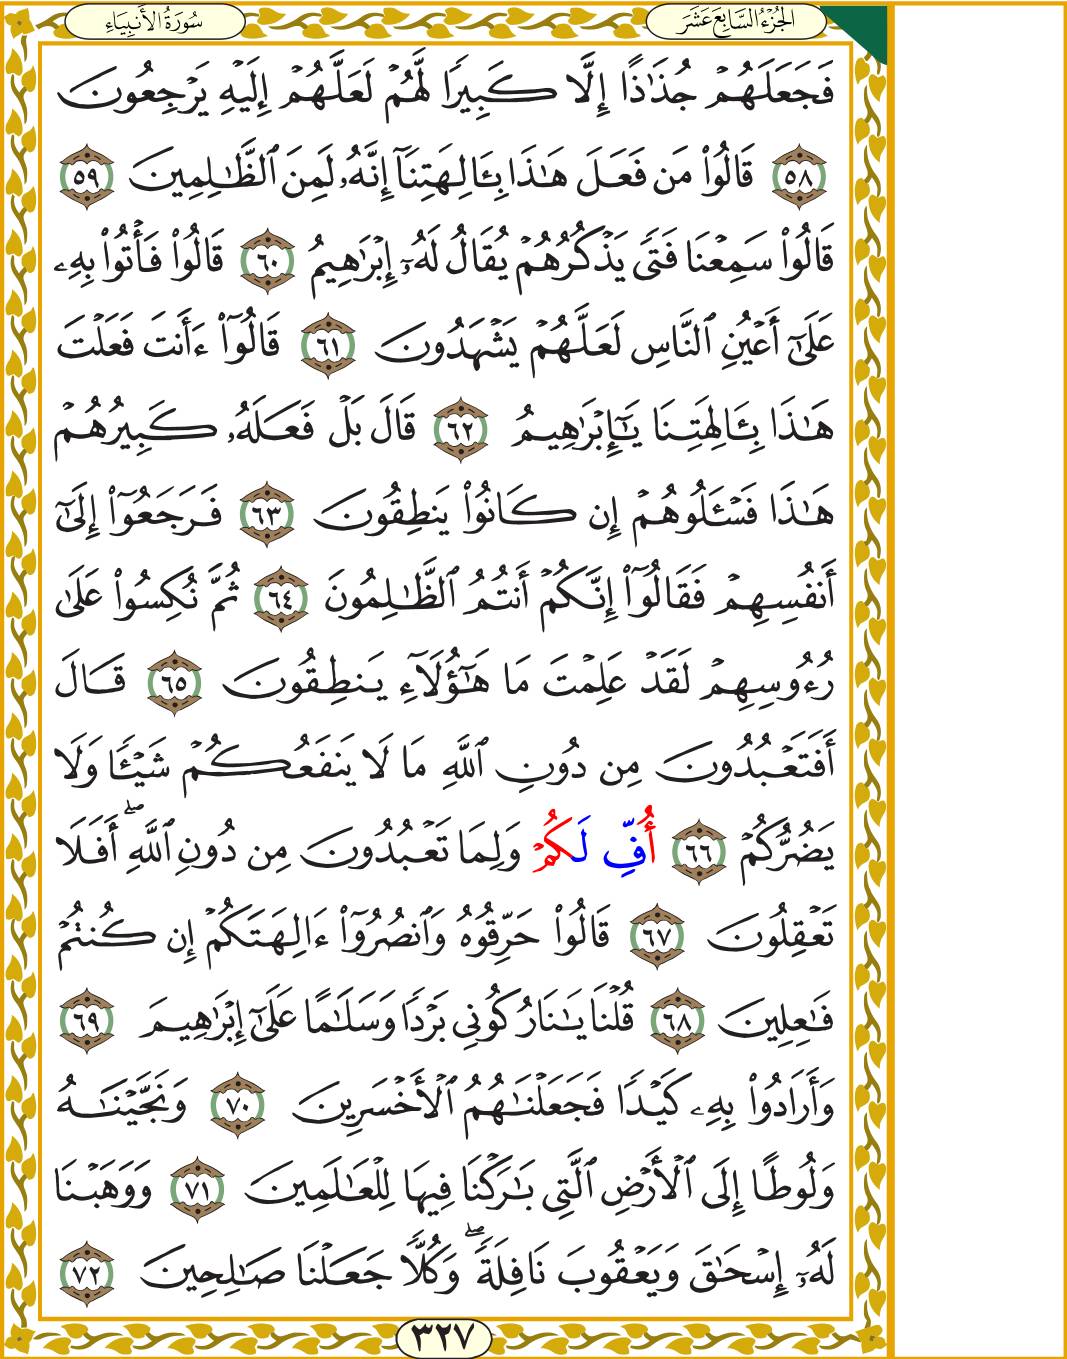 الجُزْءُ السَّابِعَ عَشَرَ
سُورَةُ الأَنبِيَاءِ
فَجَعَلَهُمْ جُذَٰذًا إِلَّا كَبِيرًا لَّهُمْ لَعَلَّهُمْ إِلَيْهِ يَرْجِعُونَ
٥٨ قَالُوا۟ مَن فَعَلَ هَٰذَا بِـَٔالِهَتِنَآ إِنَّهُۥ لَمِنَ ٱلظَّٰلِمِينَ ٥٩
قَالُوا۟ سَمِعْنَا فَتًى يَذْكُرُهُمْ يُقَالُ لَهُۥٓ إِبْرَٰهِيمُ ٦٠ قَالُوا۟ فَأْتُوا۟ بِهِۦ
عَلَىٰٓ أَعْيُنِ ٱلنَّاسِ لَعَلَّهُمْ يَشْهَدُونَ ٦١ قَالُوٓا۟ ءَأَنتَ فَعَلْتَ
هَٰذَا بِـَٔالِهَتِنَا يَٰٓإِبْرَٰهِيمُ ٦٢ قَالَ بَلْ فَعَلَهُۥ كَبِيرُهُمْ
هَٰذَا فَسْـَٔلُوهُمْ إِن كَانُوا۟ يَنطِقُونَ ٦٣ فَرَجَعُوٓا۟ إِلَىٰٓ
أَنفُسِهِمْ فَقَالُوٓا۟ إِنَّكُمْ أَنتُمُ ٱلظَّٰلِمُونَ ٦٤ ثُمَّ نُكِسُوا۟ عَلَىٰ
رُءُوسِهِمْ لَقَدْ عَلِمْتَ مَا هَٰٓؤُلَآءِ يَنطِقُونَ ٦٥ قَالَ
أَفَتَعْبُدُونَ مِن دُونِ ٱللَّهِ مَا لَا يَنفَعُكُمْ شَيْـًٔا وَلَا
يَضُرُّكُمْ ٦٦ أُفٍّ لَكُمْ وَلِمَا تَعْبُدُونَ مِن دُونِ ٱللَّهِ ۖ أَفَلَا
تَعْقِلُونَ ٦٧ قَالُوا۟ حَرِّقُوهُ وَٱنصُرُوٓا۟ ءَالِهَتَكُمْ إِن كُنتُمْ
فَٰعِلِينَ ٦٨ قُلْنَا يَٰنَارُ كُونِى بَرْدًا وَسَلَٰمًا عَلَىٰٓ إِبْرَٰهِيمَ ٦٩
وَأَرَادُوا۟ بِهِۦ كَيْدًا فَجَعَلْنَٰهُمُ ٱلْأَخْسَرِينَ ٧٠ وَنَجَّيْنَٰهُ
وَلُوطًا إِلَى ٱلْأَرْضِ ٱلَّتِى بَٰرَكْنَا فِيهَا لِلْعَٰلَمِينَ ٧١ وَوَهَبْنَا
لَهُۥٓ إِسْحَٰقَ وَيَعْقُوبَ نَافِلَةً ۖ وَكُلًّا جَعَلْنَا صَٰلِحِينَ ٧٢
٣٢٧